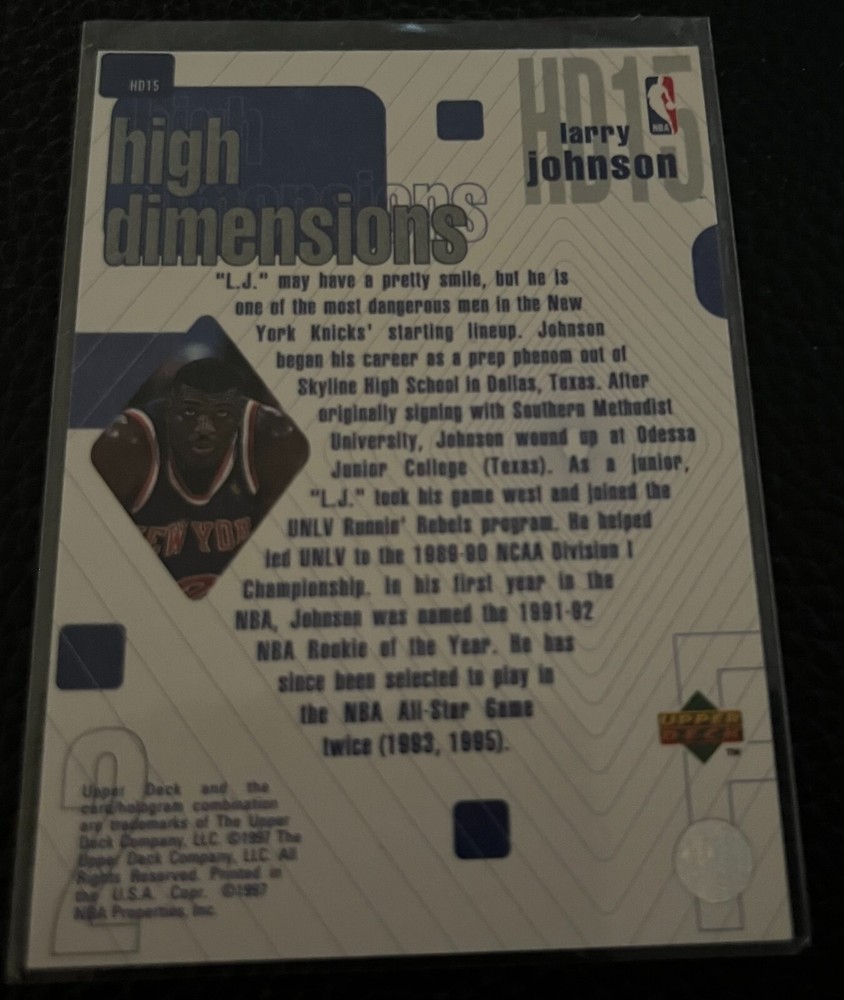 HD15
HD15
NBA
larry
johnson
high
high
dimensions
dimensions
"L.J." may have a pretty smile, but he is
one of the most dangerous men in the New
York Knicks' starting lineup. Johnson
began his career as a prep phenom out of
Skyline High School in Dallas, Texas. After
originally signing with Southern Methodist
University, Johnson wound up at Odessa
Junior College (Texas). As a junior,
"L.J." took his game west and joined the
UNLV Runnin' Rebels program. He helped
led UNLV to the 1989-90 NCAA Division I
Championship. In his first year in the
NBA, Johnson was named the 1991-92
NBA Rookie of the Year. He has
since been selected to play in
the NBA All-Star Game
twice (1993, 1995).
NEW YORK
UPPER
DECK
TM
2
Upper Deck and the
card/hologram combination
are trademarks of The Upper
Deck Company, LLC. ©1997 The
Upper Deck Company, LLC. All
Rights Reserved. Printed in
the U.S.A. Copr. ©1997
NBA Properties, Inc.